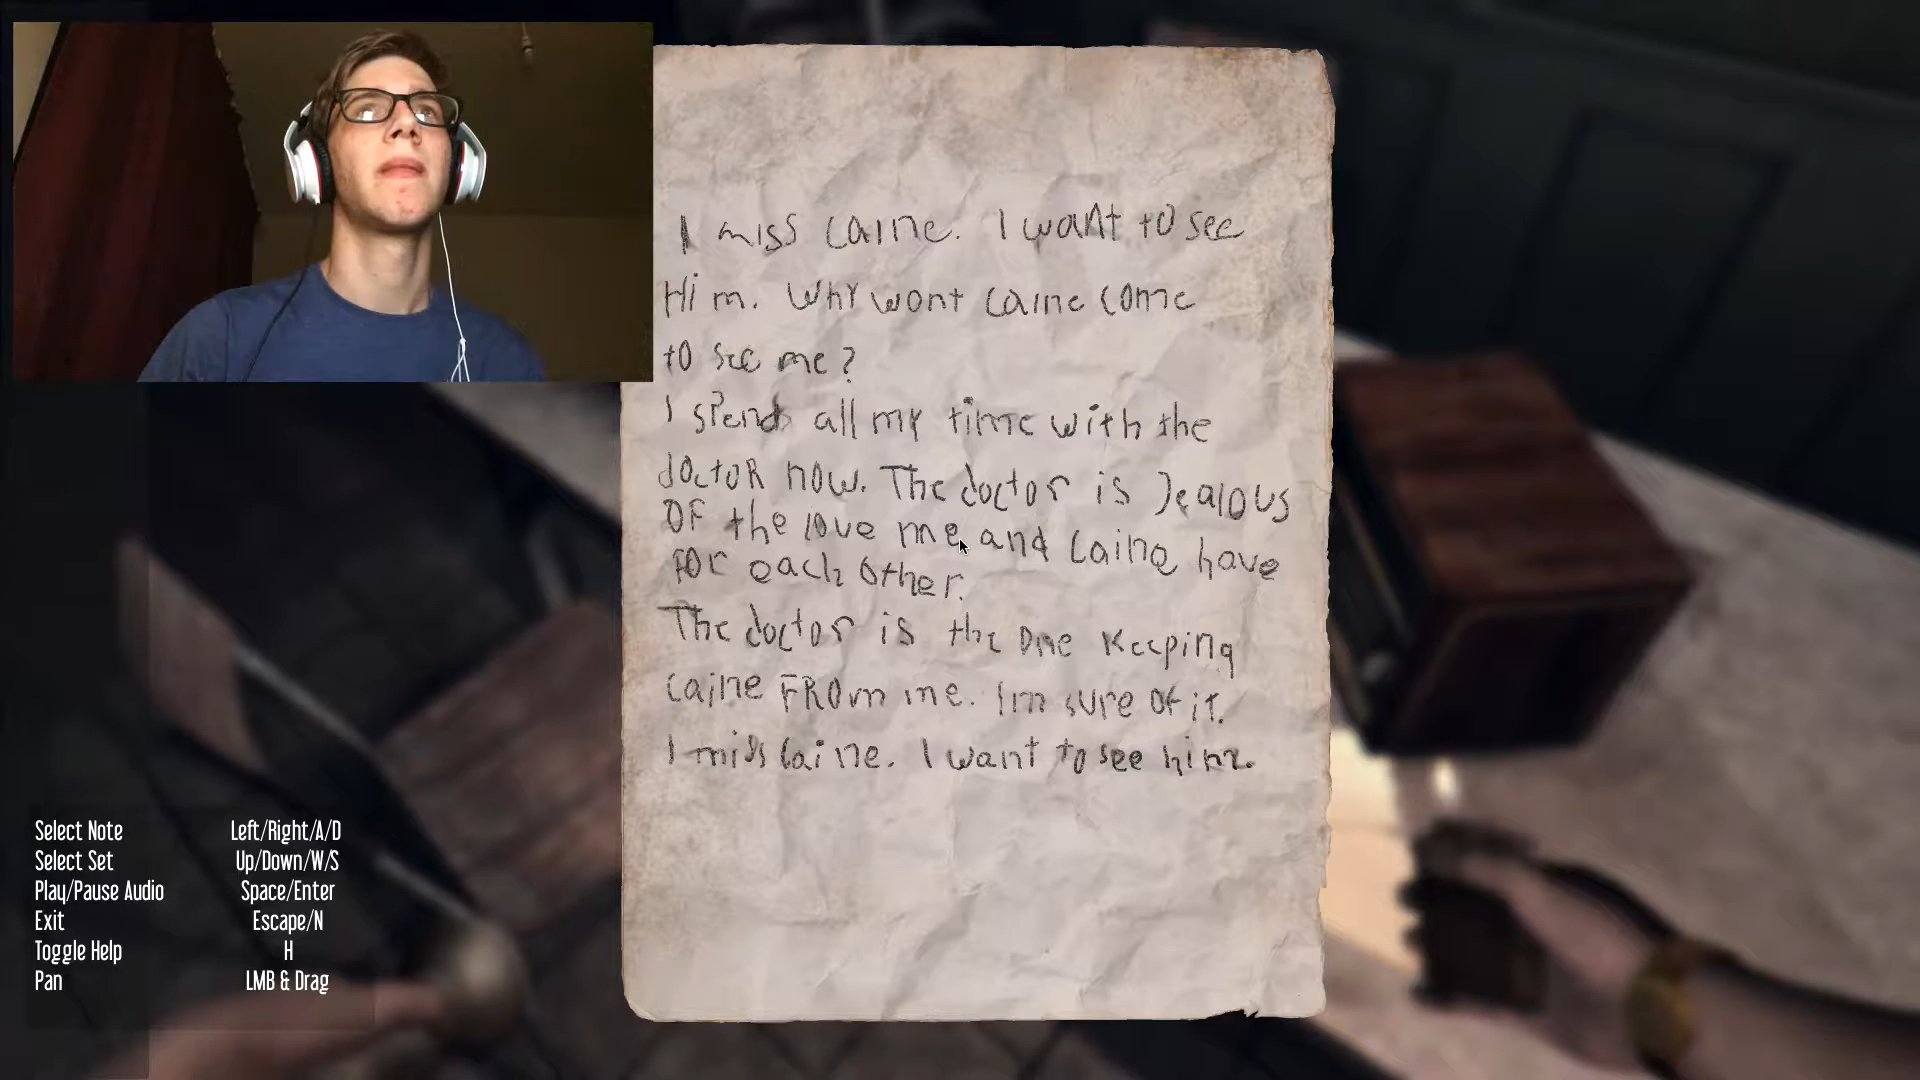 I miss Caine. I want to see
Him. Why wont Caine come
to see me?
I spend all my time with the
doctoR now. The doctor is Jealous
OF the love me and Caine have
FOr each Other.
The doctor is the one Keeping
Caine FROm me. Im sure Of it.
I miss Caine. I want to see him.
Select Note Left/Right/A/D
Select Set Up/Down/W/S
Play/Pause Audio Space/Enter
Exit Escape/N
Toggle Help H
Pan LMB & Drag